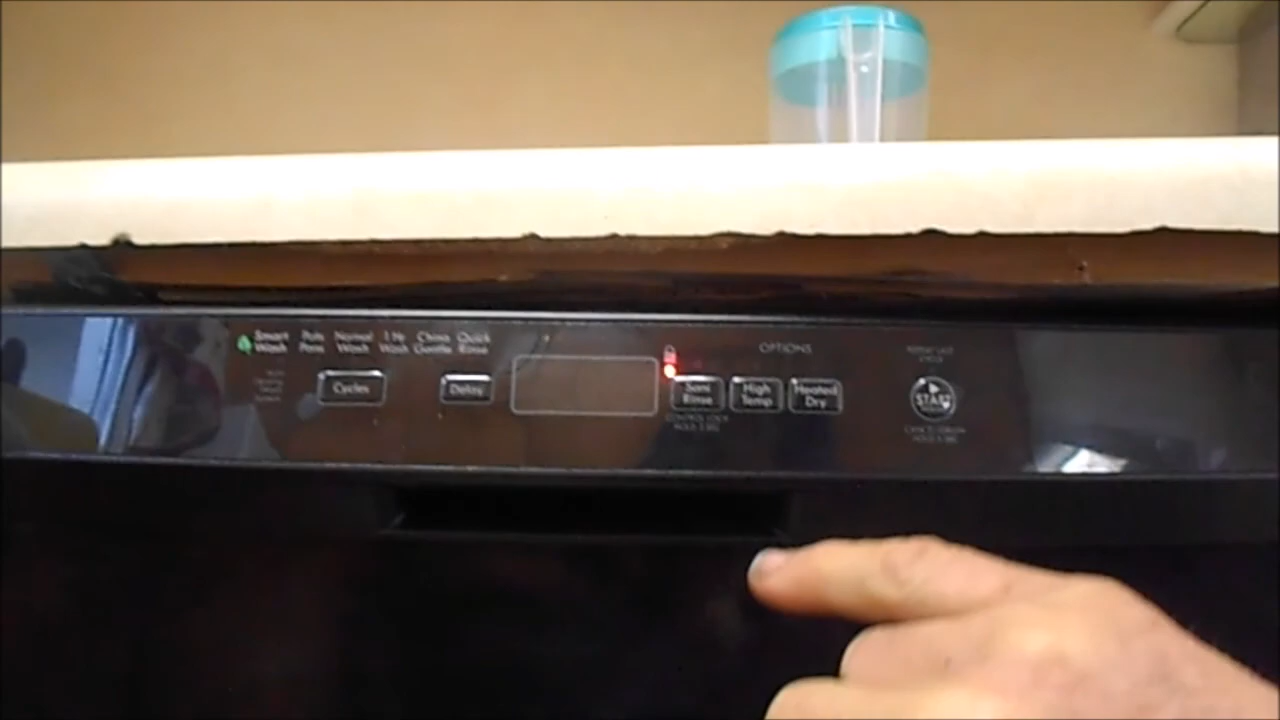 Smart Wash
Pots Pans
Normal Wash
1 Hr Wash
China Gentle
Quick Rinse
Cycles
Delay
Sani Rinse
CONTROL LOCK
HOLD 3 SEC
OPTIONS
High Temp
Heated Dry
START